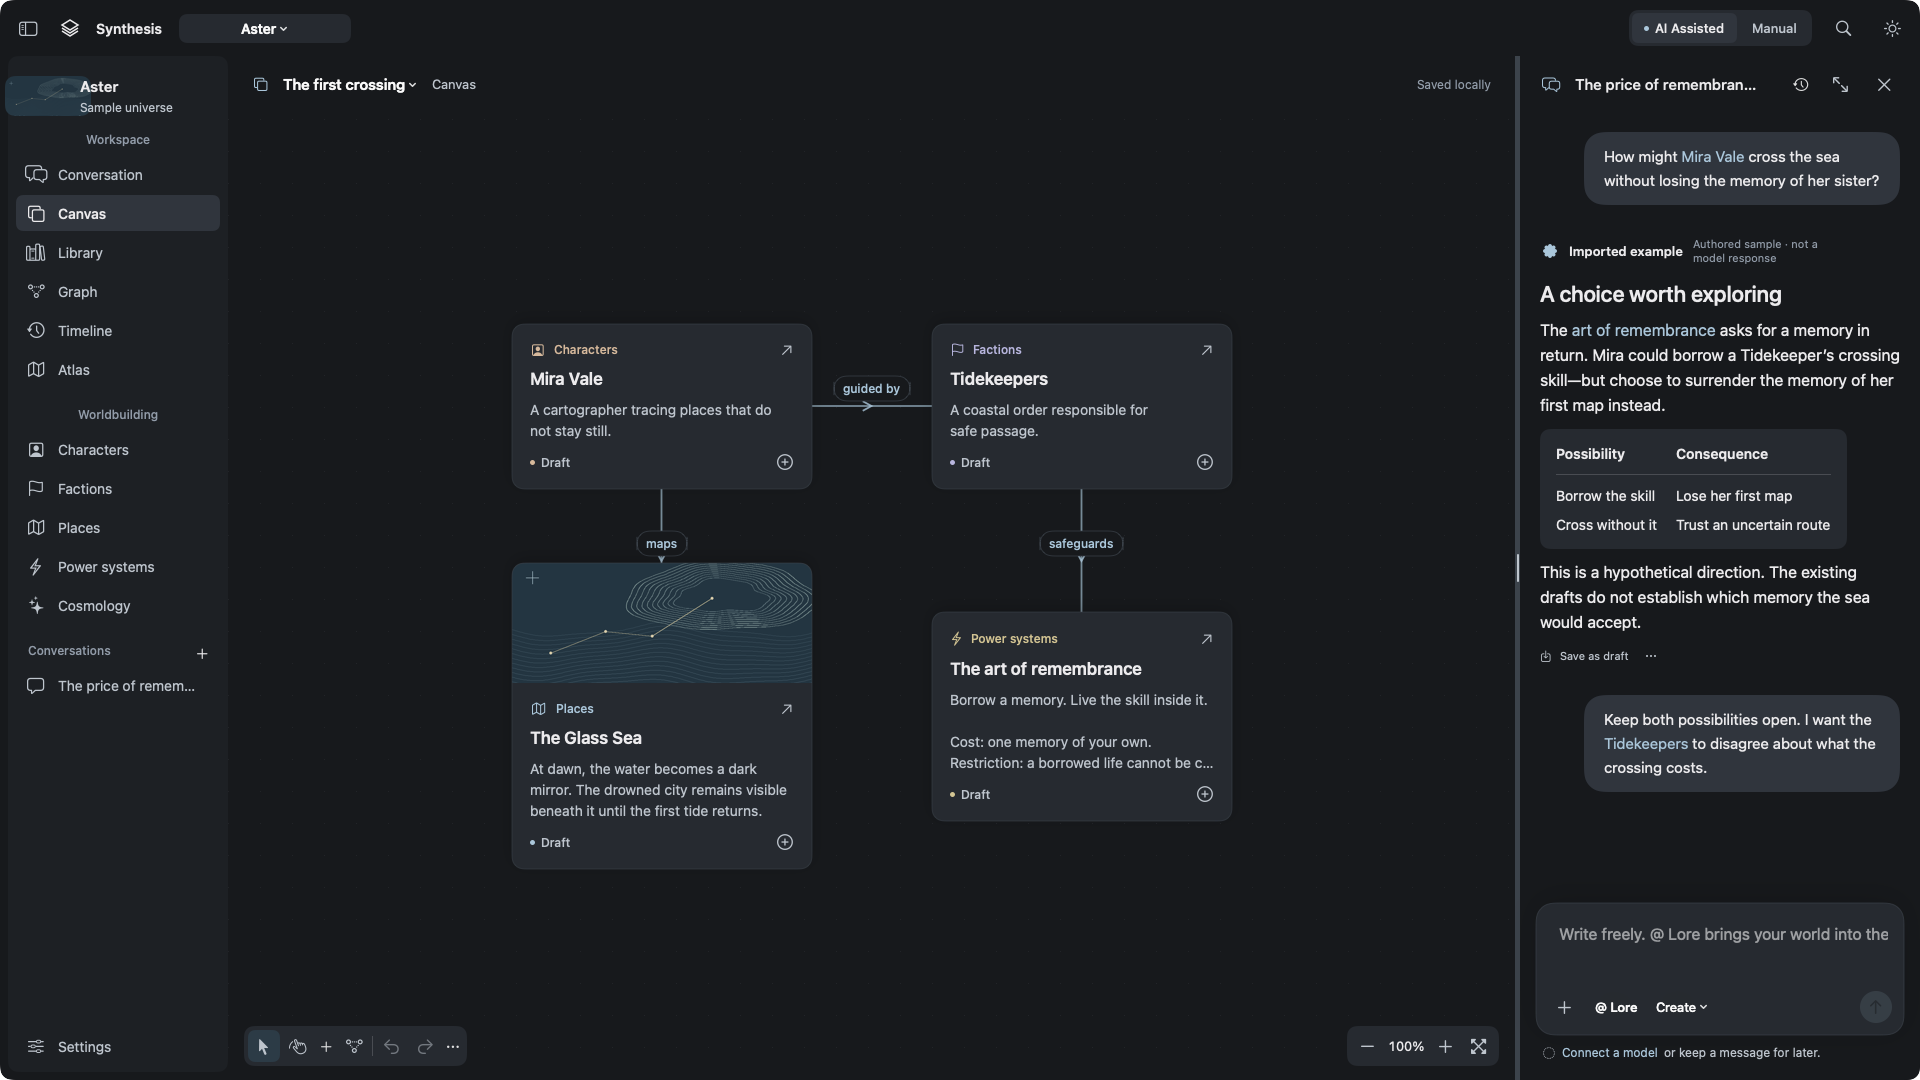 Synthesis
Aster
AI Assisted
Manual
Aster
Sample universe
Workspace
Conversation
Canvas
Library
Graph
Timeline
Atlas
Worldbuilding
Characters
Factions
Places
Power systems
Cosmology
Conversations
The price of remem...
Settings
The first crossing
Canvas
Saved locally
Characters
Mira Vale
A cartographer tracing places that do
not stay still.
Draft
guided by
Factions
Tidekeepers
A coastal order responsible for
safe passage.
Draft
maps
safeguards
Places
The Glass Sea
At dawn, the water becomes a dark
mirror. The drowned city remains visible
beneath it until the first tide returns.
Draft
Power systems
The art of remembrance
Borrow a memory. Live the skill inside it.
Cost: one memory of your own.
Restriction: a borrowed life cannot be c...
Draft
100%
The price of remembran...
How might Mira Vale cross the sea
without losing the memory of her sister?
Imported example
Authored sample · not a
model response
A choice worth exploring
The art of remembrance asks for a memory in
return. Mira could borrow a Tidekeeper’s crossing
skill—but choose to surrender the memory of her
first map instead.
Possibility Consequence
Borrow the skill Lose her first map
Cross without it Trust an uncertain route
This is a hypothetical direction. The existing
drafts do not establish which memory the sea
would accept.
Save as draft
Keep both possibilities open. I want the
Tidekeepers to disagree about what the
crossing costs.
Write freely. @ Lore brings your world into the
@ Lore Create
Connect a model or keep a message for later.